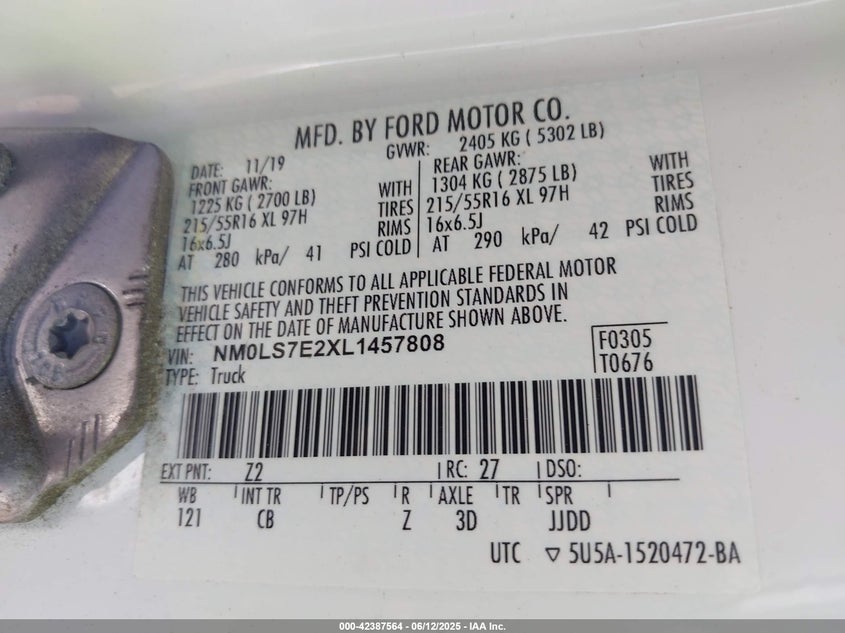 MFD. BY FORD MOTOR CO.
DATE: 11/19 GVWR: 2405 KG ( 5302 LB)
FRONT GAWR: REAR GAWR:
1225 KG ( 2700 LB) WITH 1304 KG ( 2875 LB) WITH
215/55R16 XL 97H TIRES 215/55R16 XL 97H TIRES
16x6.5J RIMS 16x6.5J RIMS
AT 280 kPa/ 41 PSI COLD AT 290 kPa/ 42 PSI COLD
THIS VEHICLE CONFORMS TO ALL APPLICABLE FEDERAL MOTOR
VEHICLE SAFETY AND THEFT PREVENTION STANDARDS IN
EFFECT ON THE DATE OF MANUFACTURE SHOWN ABOVE.
VIN: NM0LS7E2XL1457808 F0305
TYPE: Truck T0676
EXT PNT: Z2 RC: 27 DSO:
WB INT TR TP/PS R AXLE TR SPR
121 CB Z 3D JJDD
UTC ▽ 5U5A-1520472-BA
000-42387564 - 06/12/2025 - IAA Inc.